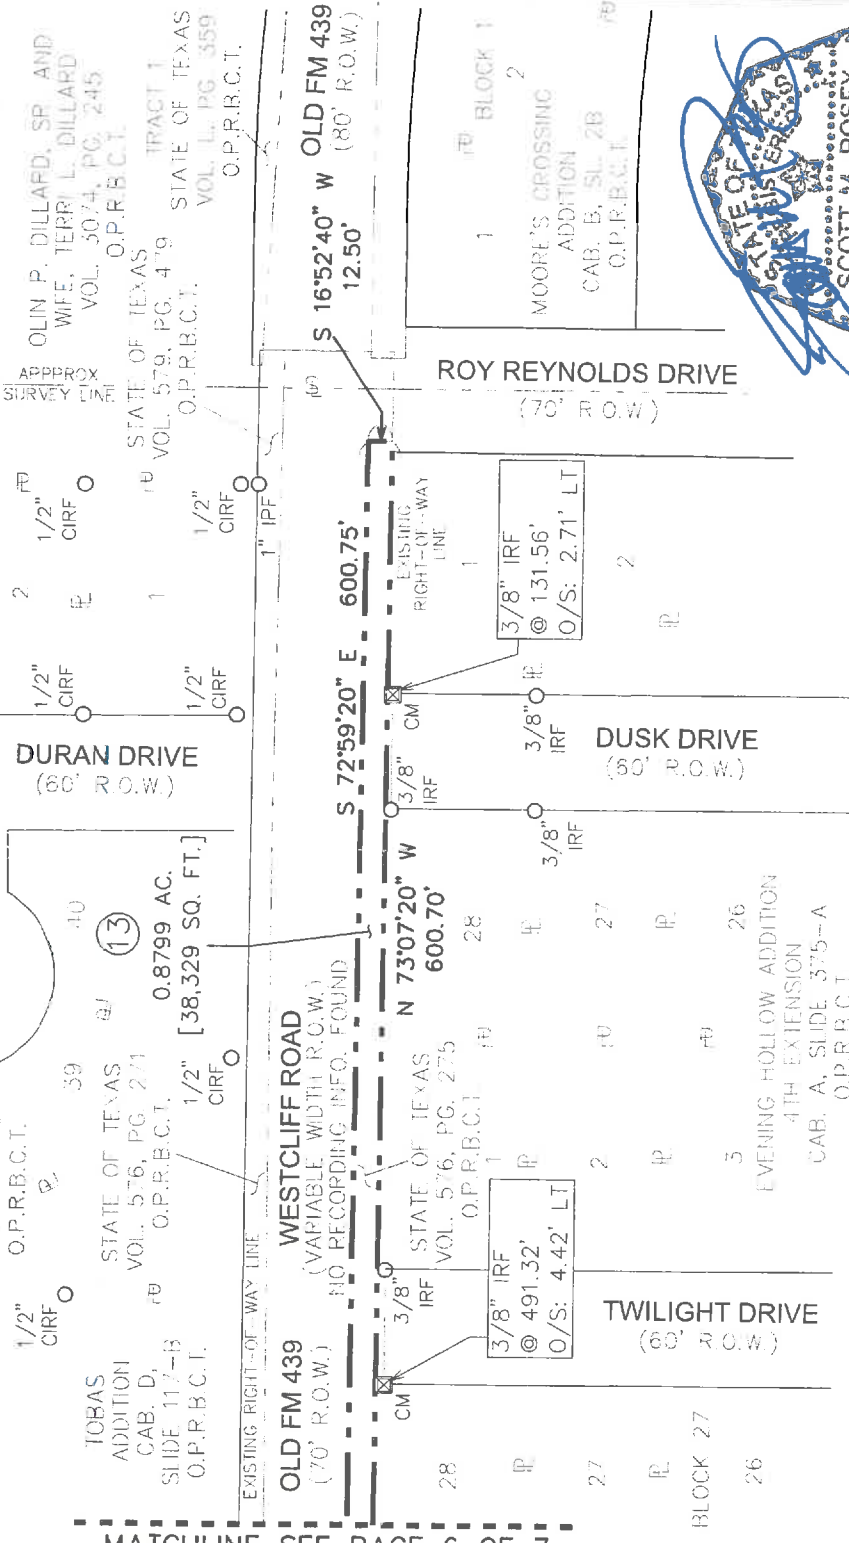 OLIN P. DILLARD, SR AND
WIFE, TERRI L. DILLARD
VOL. 3074, PG. 245
O.P.R.B.C.T.
TRACT 1
STATE OF TEXAS
VOL. L, PG 359
O.P.R.B.C.T.
APPPROX
SURVEY LINE
STATE OF TEXAS
VOL. 579, PG. 479
O.P.R.B.C.T.
OLD FM 439
(80' R.O.W.)
S 16°52'40" W
12.50'
BLOCK 1
2
1
MOORE'S CROSSING
ADDITION
CAB. B, SL. 2B
O.P.R.B.C.T.
STATE OF
SCOTT M. POSEY
ROY REYNOLDS DRIVE
(70' R.O.W.)
1/2"
CIRF
1/2"
CIRF
1" IPF
2
1
1/2"
CIRF
1/2"
CIRF
S 72°59'20" E 600.75'
EXISTING
RIGHT-OF-WAY
LINE
1
2
3/8" IRF
@ 131.56'
O/S: 2.71' LT
CM
3/8"
IRF
3/8"
IRF
3/8"
IRF
DURAN DRIVE
(60' R.O.W.)
DUSK DRIVE
(60' R.O.W.)
40
13
0.8799 AC.
[38,329 SQ. FT.]
39
N 73°07'20" W
600.70'
28
27
26
O.P.R.B.C.T.
STATE OF TEXAS
VOL. 576, PG 271
O.P.R.B.C.T.
1/2"
CIRF
WESTCLIFF ROAD
(VARIABLE WIDTH R.O.W.)
NO RECORDING INFO. FOUND
STATE OF TEXAS
VOL. 576, PG. 275
O.P.R.B.C.T.
1
2
3
EVENING HOLLOW ADDITION
4TH EXTENSION
CAB. A, SLIDE 375-A
O.P.R.B.C.T.
1/2"
CIRF
TOBAS
ADDITION
CAB. D,
SLIDE 117-B
O.P.R.B.C.T.
EXISTING RIGHT-OF-WAY LINE
OLD FM 439
(70' R.O.W.)
3/8"
IRF
CM
3/8" IRF
@ 491.32'
O/S: 4.42' LT
TWILIGHT DRIVE
(60' R.O.W.)
28
27
BLOCK 27
26
MATCHLINE SEE PAGE 6 OF 7